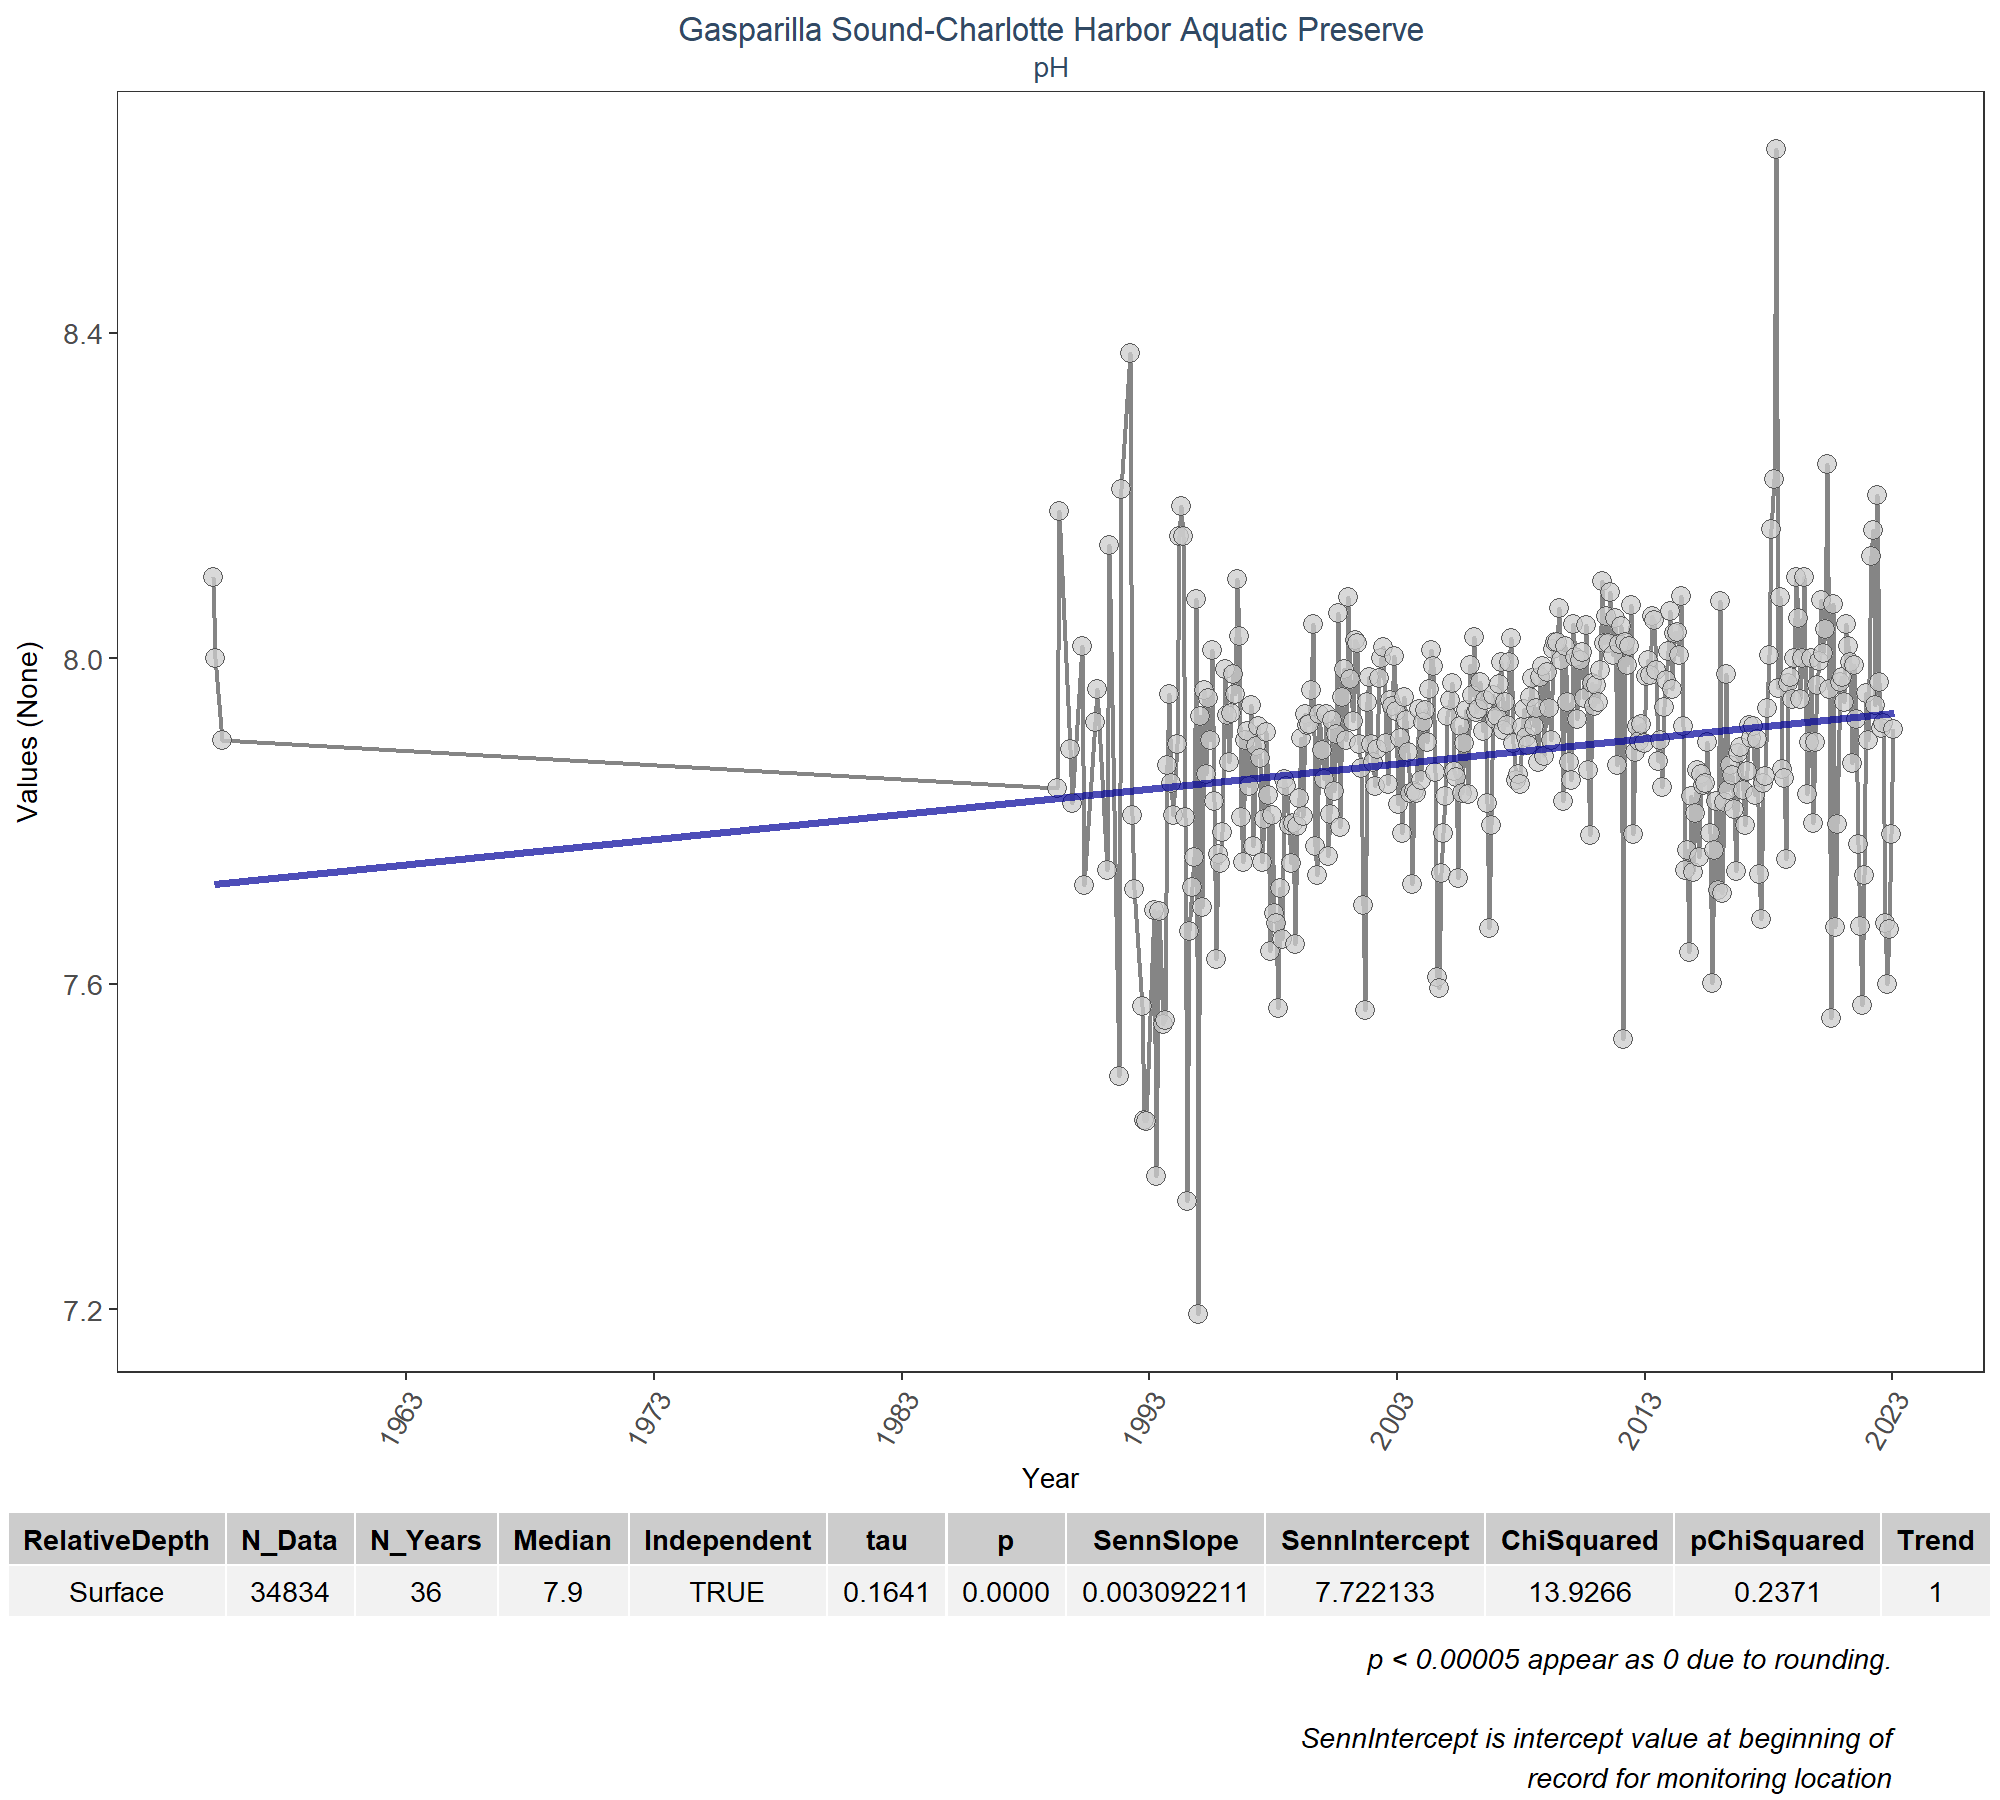 Gasparilla Sound-Charlotte Harbor Aquatic Preserve
pH
Values (None)
8.4
8.0
7.6
7.2
1963 1973 1983 1993 2003 2013 2023
Year
RelativeDepth N_Data N_Years Median Independent tau p SennSlope SennIntercept ChiSquared pChiSquared Trend
Surface 34834 36 7.9 TRUE 0.1641 0.0000 0.003092211 7.722133 13.9266 0.2371 1
p < 0.00005 appear as 0 due to rounding.
SennIntercept is intercept value at beginning of
record for monitoring location